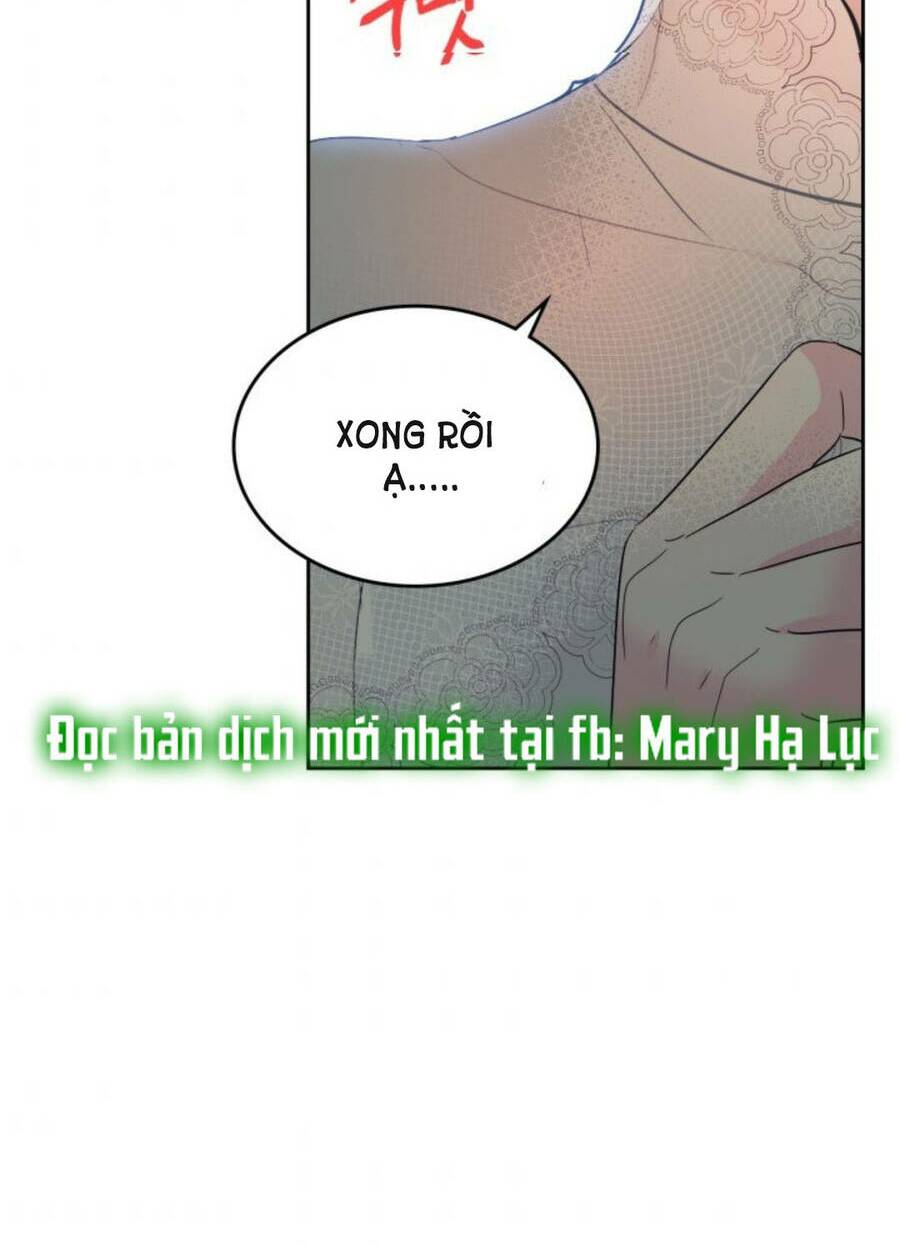 XONG RỒI
Ạ.....
Đọc bản dịch mới nhất tại fb: Mary Hạ Lục